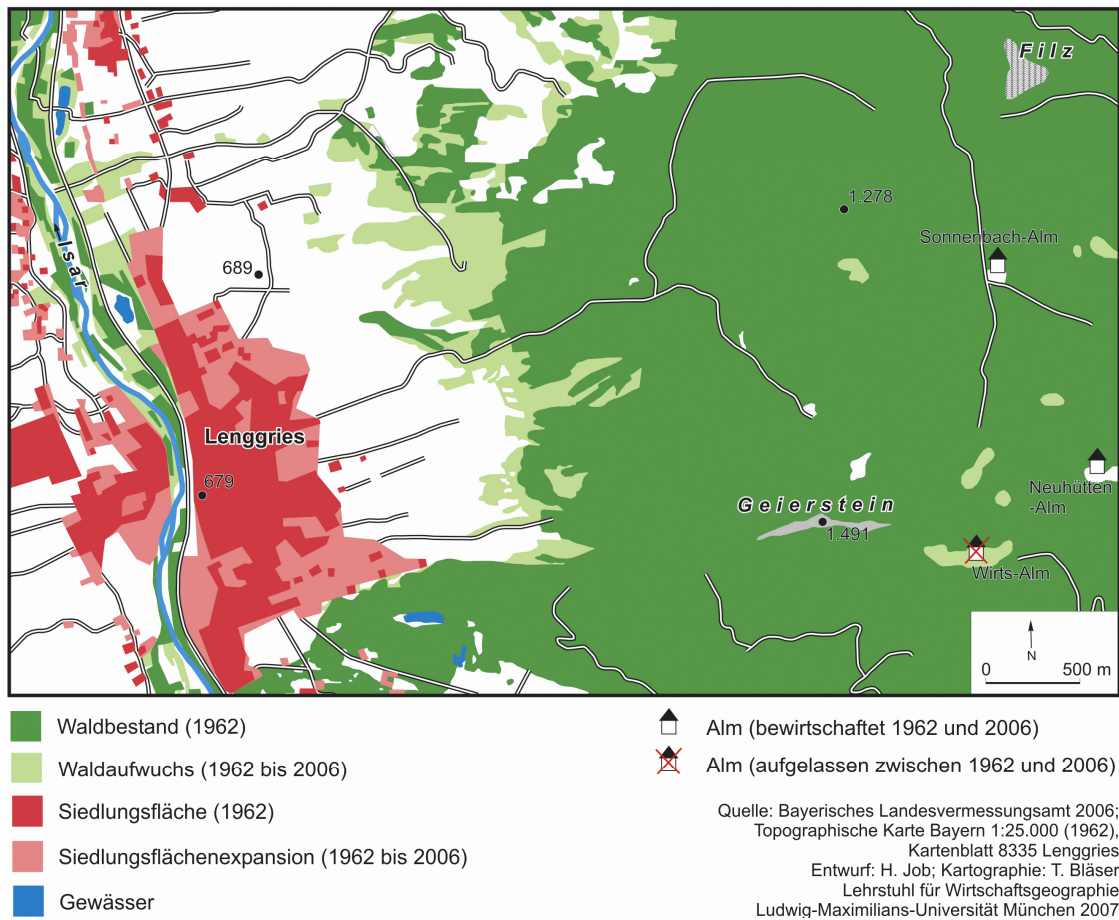 Filz
1.278
Sonnenbach-Alm
Isar
689
Lenggries
679
Geierstein
1.491
Neuhütten
-Alm
Wirts-Alm
N
0 500 m
Waldbestand (1962)
Waldaufwuchs (1962 bis 2006)
Siedlungsfläche (1962)
Siedlungsflächenexpansion (1962 bis 2006)
Gewässer
Alm (bewirtschaftet 1962 und 2006)
Alm (aufgelassen zwischen 1962 und 2006)
Quelle: Bayerisches Landesvermessungsamt 2006;
Topographische Karte Bayern 1:25.000 (1962),
Kartenblatt 8335 Lenggries
Entwurf: H. Job; Kartographie: T. Bläser
Lehrstuhl für Wirtschaftsgeographie
Ludwig-Maximilians-Universität München 2007